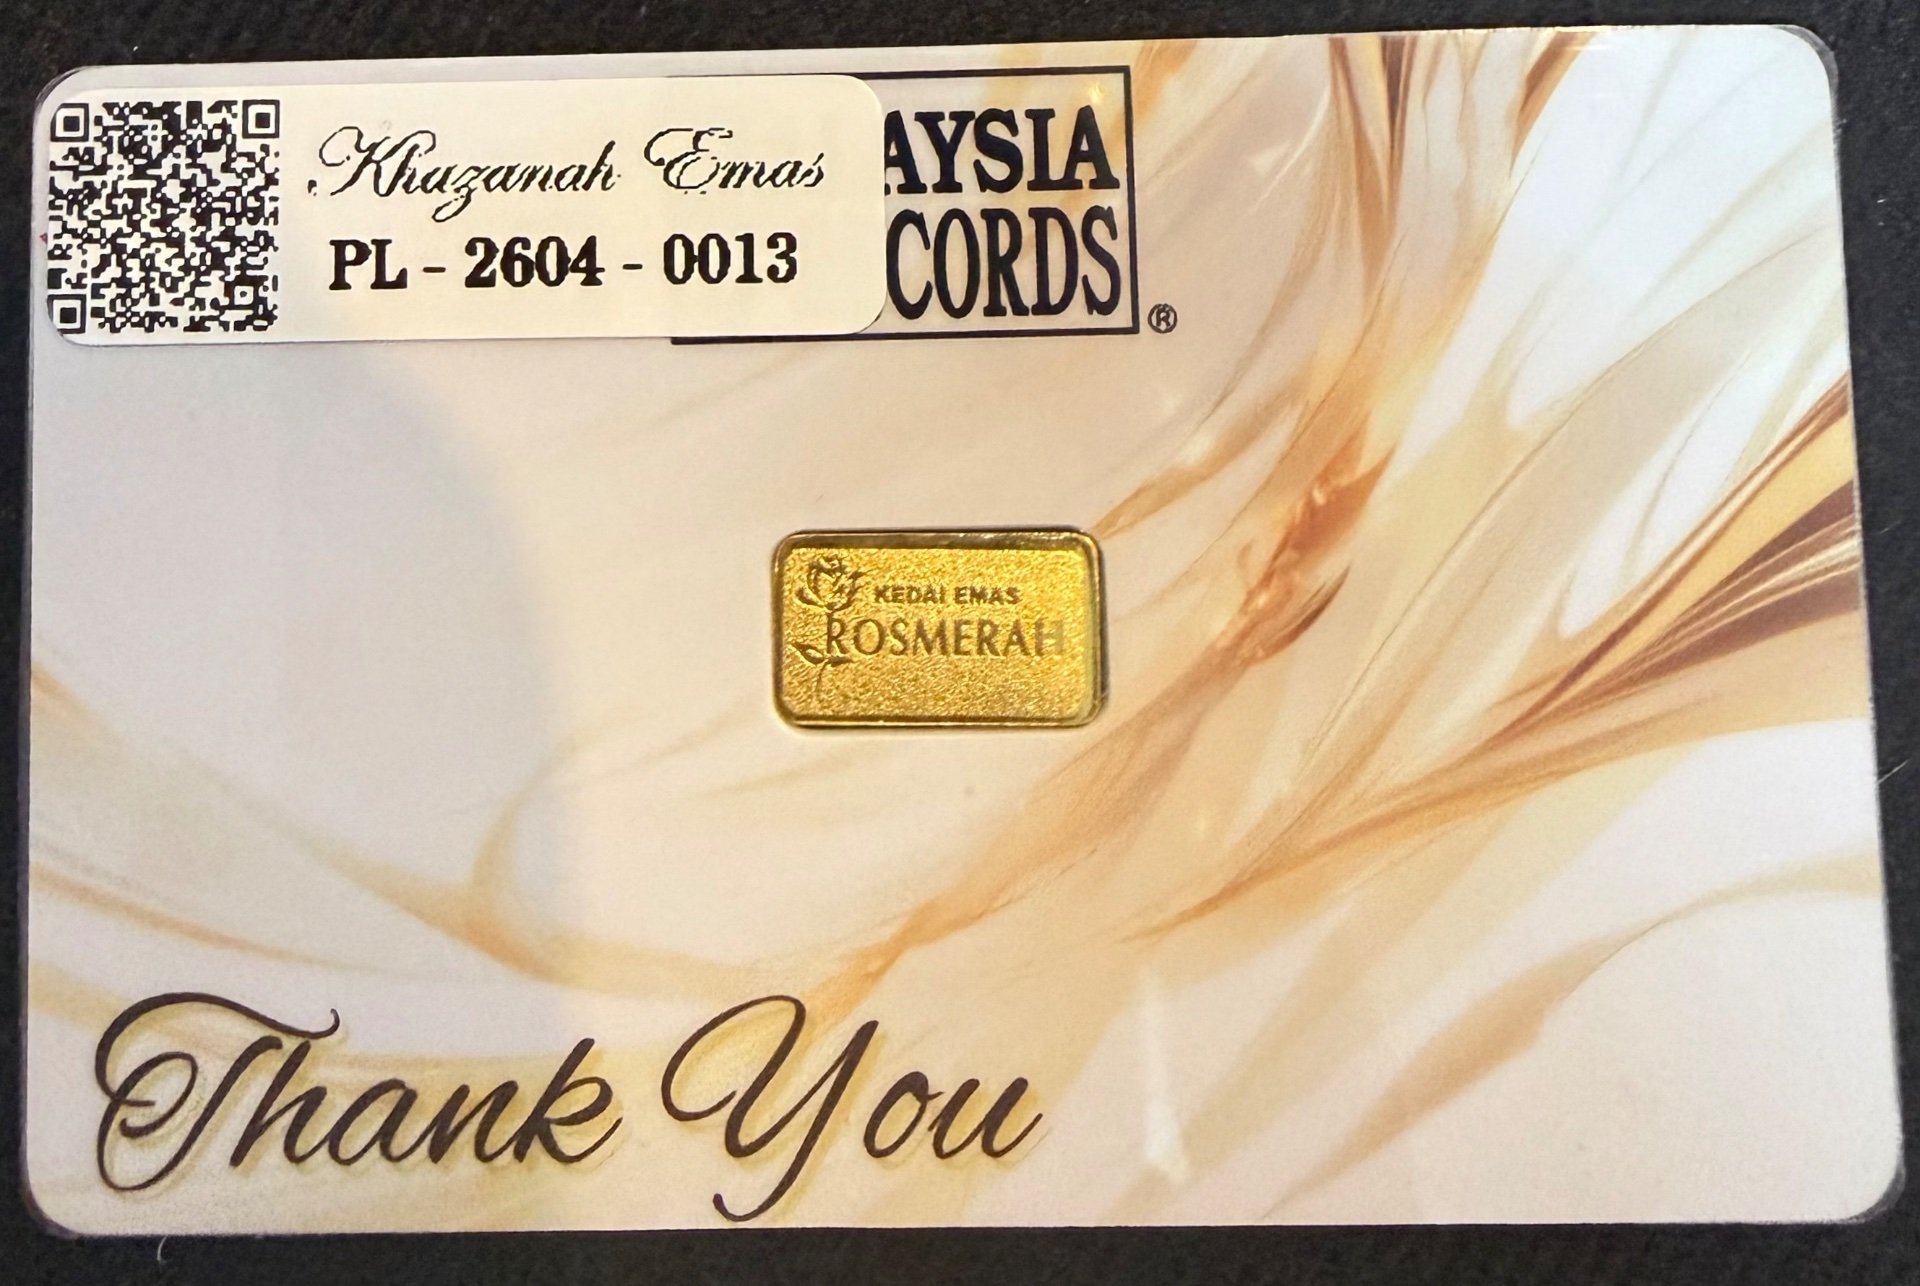 Khazanah Emas
PL - 2604 - 0013
AYSIA
CORDS
®
KEDAI EMAS
ROSMERAH
Thank You